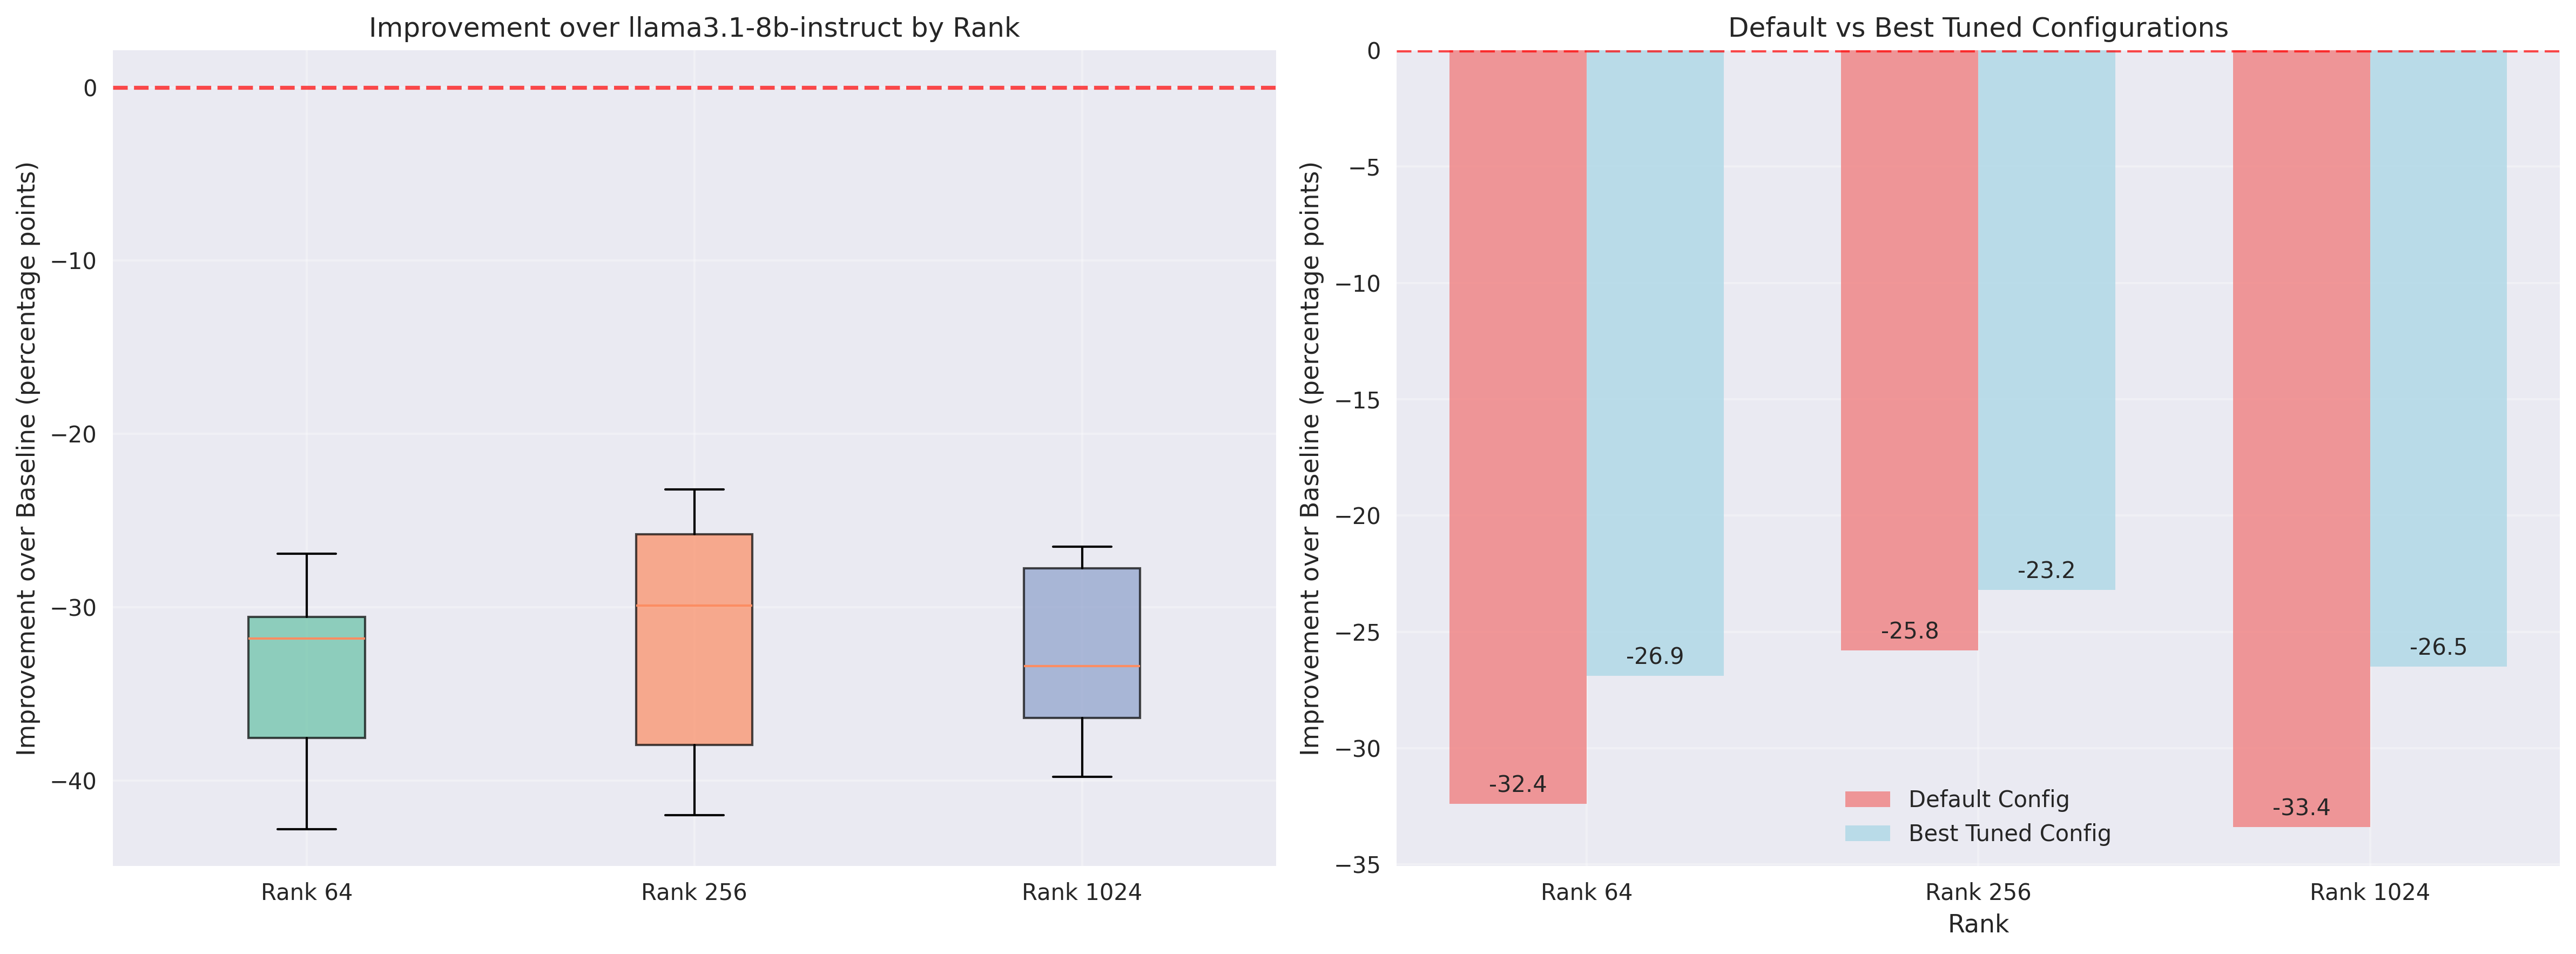 Improvement over llama3.1-8b-instruct by Rank
Improvement over Baseline (percentage points)
0
−10
−20
−30
−40
Rank 64
Rank 256
Rank 1024
Default vs Best Tuned Configurations
Improvement over Baseline (percentage points)
0
−5
−10
−15
−20
−25
−30
−35
-32.4
-26.9
-25.8
-23.2
-33.4
-26.5
Default Config
Best Tuned Config
Rank 64
Rank 256
Rank 1024
Rank